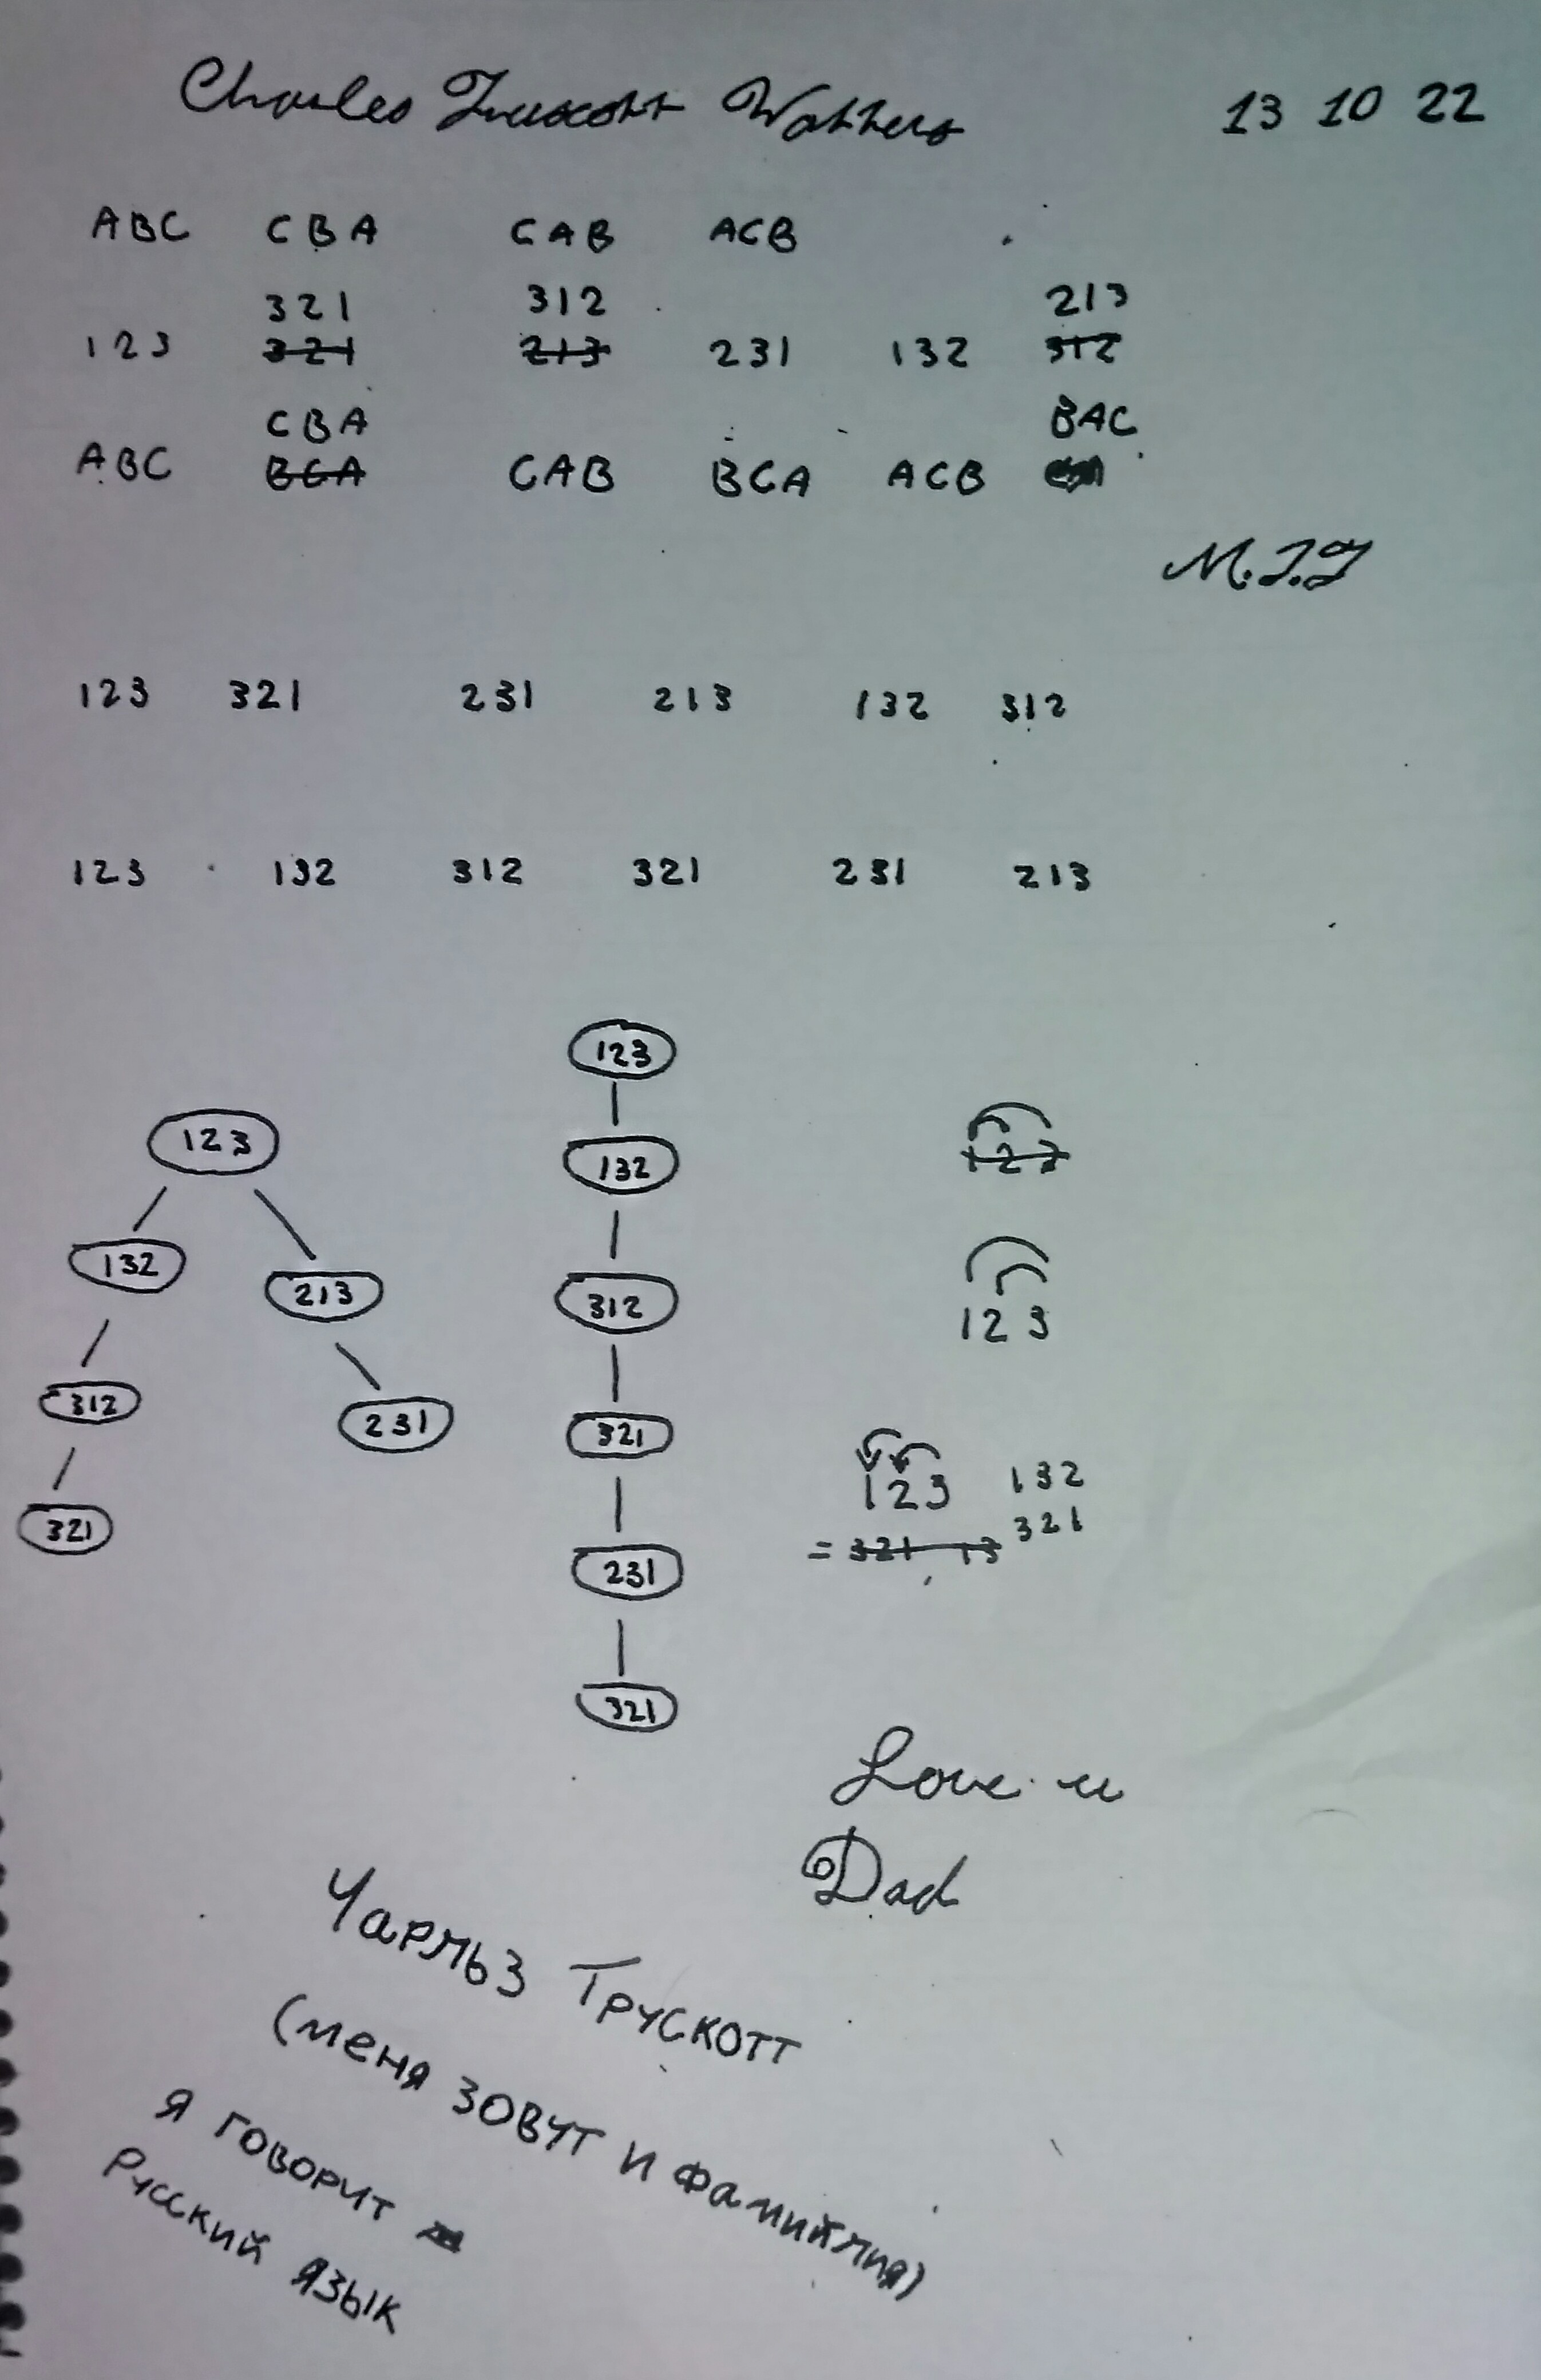 Charles Truscott Watters 13 10 22
ABC CBA CAB ACB
321 312 213
123 321 213 231 132 312
CBA BAC
ABC BCA CAB BCA ACB
123 321 231 213 132 312
123 132 312 321 231 213
123
123
132
132
213
312
231
312
321
321
231
321
123
123
123 132
= 321 13 321
Love u
Dad
Чарльз Трускотт
(меня зовут и фамийлия)
я говорит
Русский язык